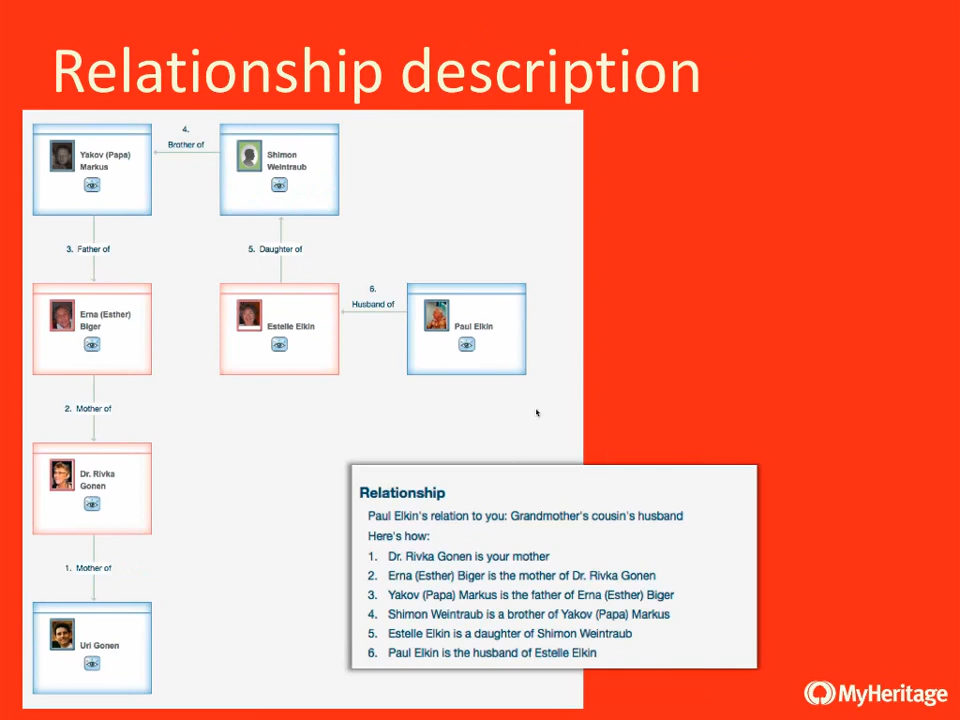 Relationship description
4.
Brother of
Yakov (Papa)
Markus
Shimon
Weintraub
3. Father of
5. Daughter of
6.
Husband of
Erna (Esther)
Biger
Estelle Elkin
Paul Elkin
2. Mother of
Dr. Rivka
Gonen
1. Mother of
Uri Gonen
Relationship
Paul Elkin's relation to you: Grandmother's cousin's husband
Here's how:
1. Dr. Rivka Gonen is your mother
2. Erna (Esther) Biger is the mother of Dr. Rivka Gonen
3. Yakov (Papa) Markus is the father of Erna (Esther) Biger
4. Shimon Weintraub is a brother of Yakov (Papa) Markus
5. Estelle Elkin is a daughter of Shimon Weintraub
6. Paul Elkin is the husband of Estelle Elkin
MyHeritage